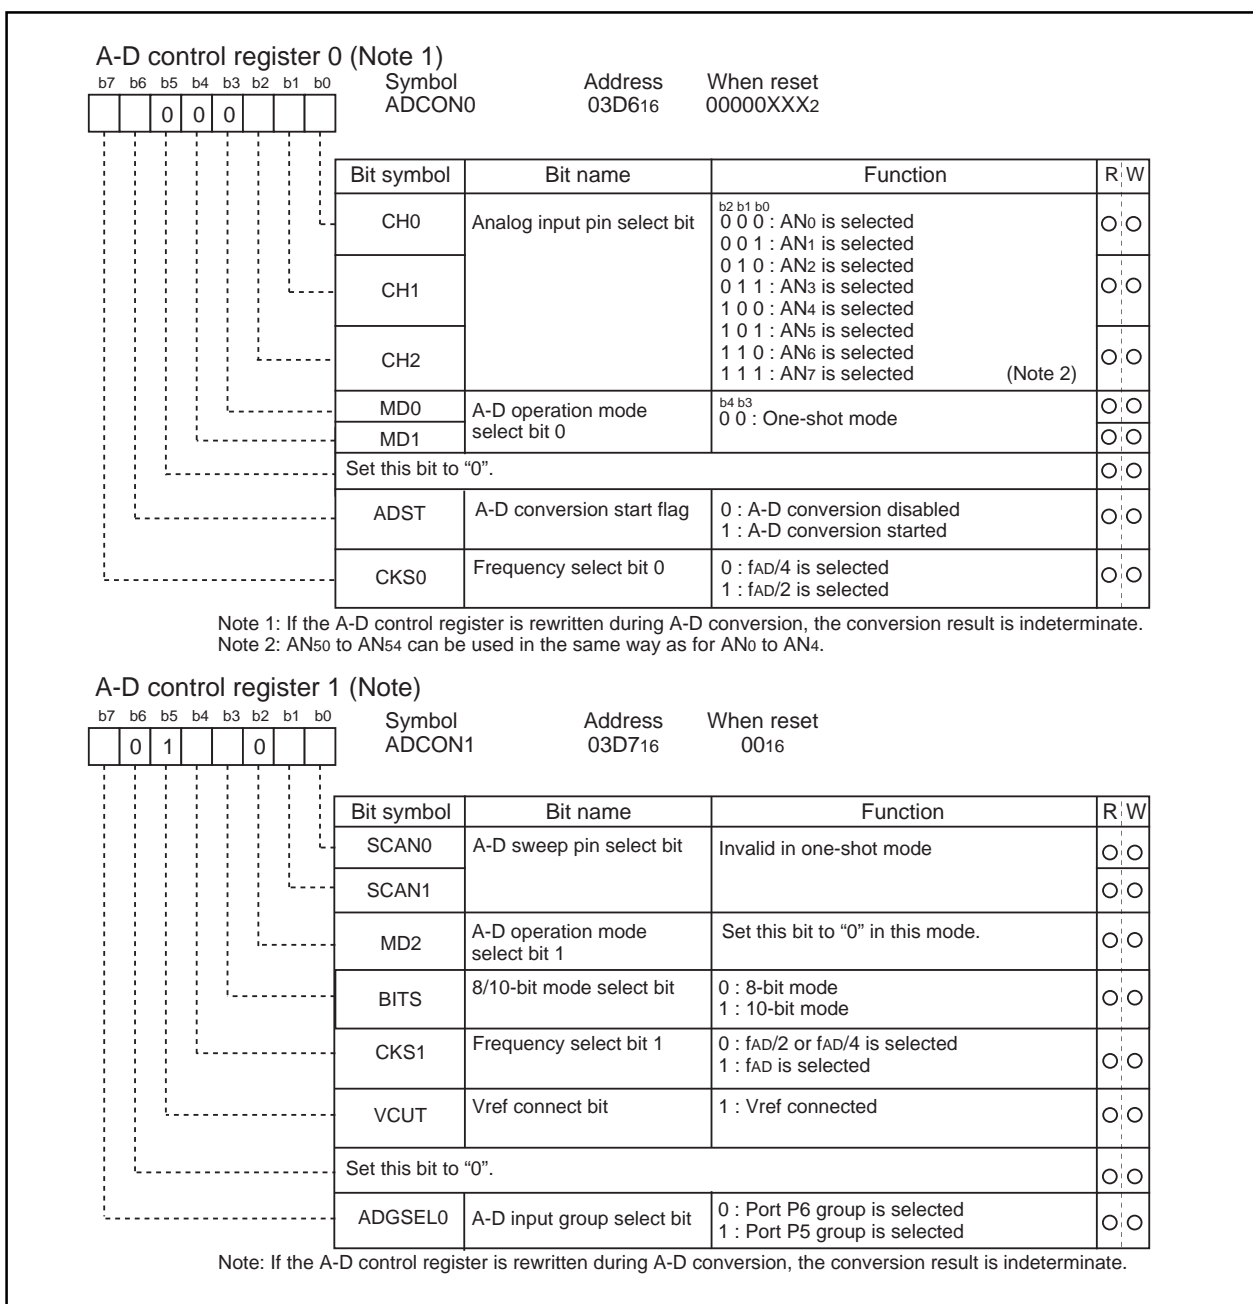 A-D control register 0 (Note 1)
b7 b6 b5 b4 b3 b2 b1 b0
Symbol Address When reset
ADCON0 03D616 00000XXX2
0 0 0
Bit symbol Bit name Function R W
CH0 Analog input pin select bit
b2 b1 b0
0 0 0 : AN0 is selected
0 0 1 : AN1 is selected
0 1 0 : AN2 is selected
CH1
0 1 1 : AN3 is selected
1 0 0 : AN4 is selected
1 0 1 : AN5 is selected
CH2
1 1 0 : AN6 is selected
1 1 1 : AN7 is selected (Note 2)
MD0
MD1
A-D operation mode
select bit 0
b4 b3
0 0 : One-shot mode
Set this bit to “0”.
ADST A-D conversion start flag
0 : A-D conversion disabled
1 : A-D conversion started
CKS0 Frequency select bit 0
0 : fAD/4 is selected
1 : fAD/2 is selected
Note 1: If the A-D control register is rewritten during A-D conversion, the conversion result is indeterminate.
Note 2: AN50 to AN54 can be used in the same way as for AN0 to AN4.
A-D control register 1 (Note)
b7 b6 b5 b4 b3 b2 b1 b0
Symbol Address When reset
ADCON1 03D716 0016
0 1 0
Bit symbol Bit name Function R W
SCAN0 A-D sweep pin select bit Invalid in one-shot mode
SCAN1
MD2
A-D operation mode
select bit 1
Set this bit to “0” in this mode.
BITS 8/10-bit mode select bit
0 : 8-bit mode
1 : 10-bit mode
CKS1 Frequency select bit 1
0 : fAD/2 or fAD/4 is selected
1 : fAD is selected
VCUT Vref connect bit 1 : Vref connected
Set this bit to “0”.
ADGSEL0 A-D input group select bit
0 : Port P6 group is selected
1 : Port P5 group is selected
Note: If the A-D control register is rewritten during A-D conversion, the conversion result is indeterminate.